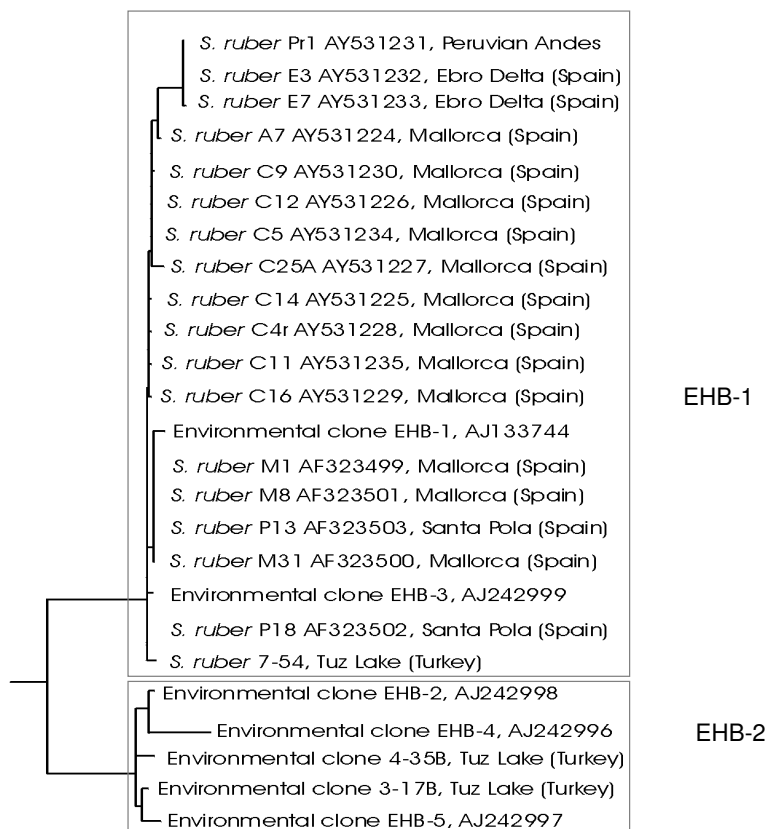 S. ruber Pr1 AY531231, Peruvian Andes
S. ruber E3 AY531232, Ebro Delta (Spain)
S. ruber E7 AY531233, Ebro Delta (Spain)
S. ruber A7 AY531224, Mallorca (Spain)
S. ruber C9 AY531230, Mallorca (Spain)
S. ruber C12 AY531226, Mallorca (Spain)
S. ruber C5 AY531234, Mallorca (Spain)
S. ruber C25A AY531227, Mallorca (Spain)
S. ruber C14 AY531225, Mallorca (Spain)
S. ruber C4r AY531228, Mallorca (Spain)
S. ruber C11 AY531235, Mallorca (Spain)
S. ruber C16 AY531229, Mallorca (Spain)
EHB-1
Environmental clone EHB-1, AJ133744
S. ruber M1 AF323499, Mallorca (Spain)
S. ruber M8 AF323501, Mallorca (Spain)
S. ruber P13 AF323503, Santa Pola (Spain)
S. ruber M31 AF323500, Mallorca (Spain)
Environmental clone EHB-3, AJ242999
S. ruber P18 AF323502, Santa Pola (Spain)
S. ruber 7-54, Tuz Lake (Turkey)
Environmental clone EHB-2, AJ242998
Environmental clone EHB-4, AJ242996
EHB-2
Environmental clone 4-35B, Tuz Lake (Turkey)
Environmental clone 3-17B, Tuz Lake (Turkey)
Environmental clone EHB-5, AJ242997